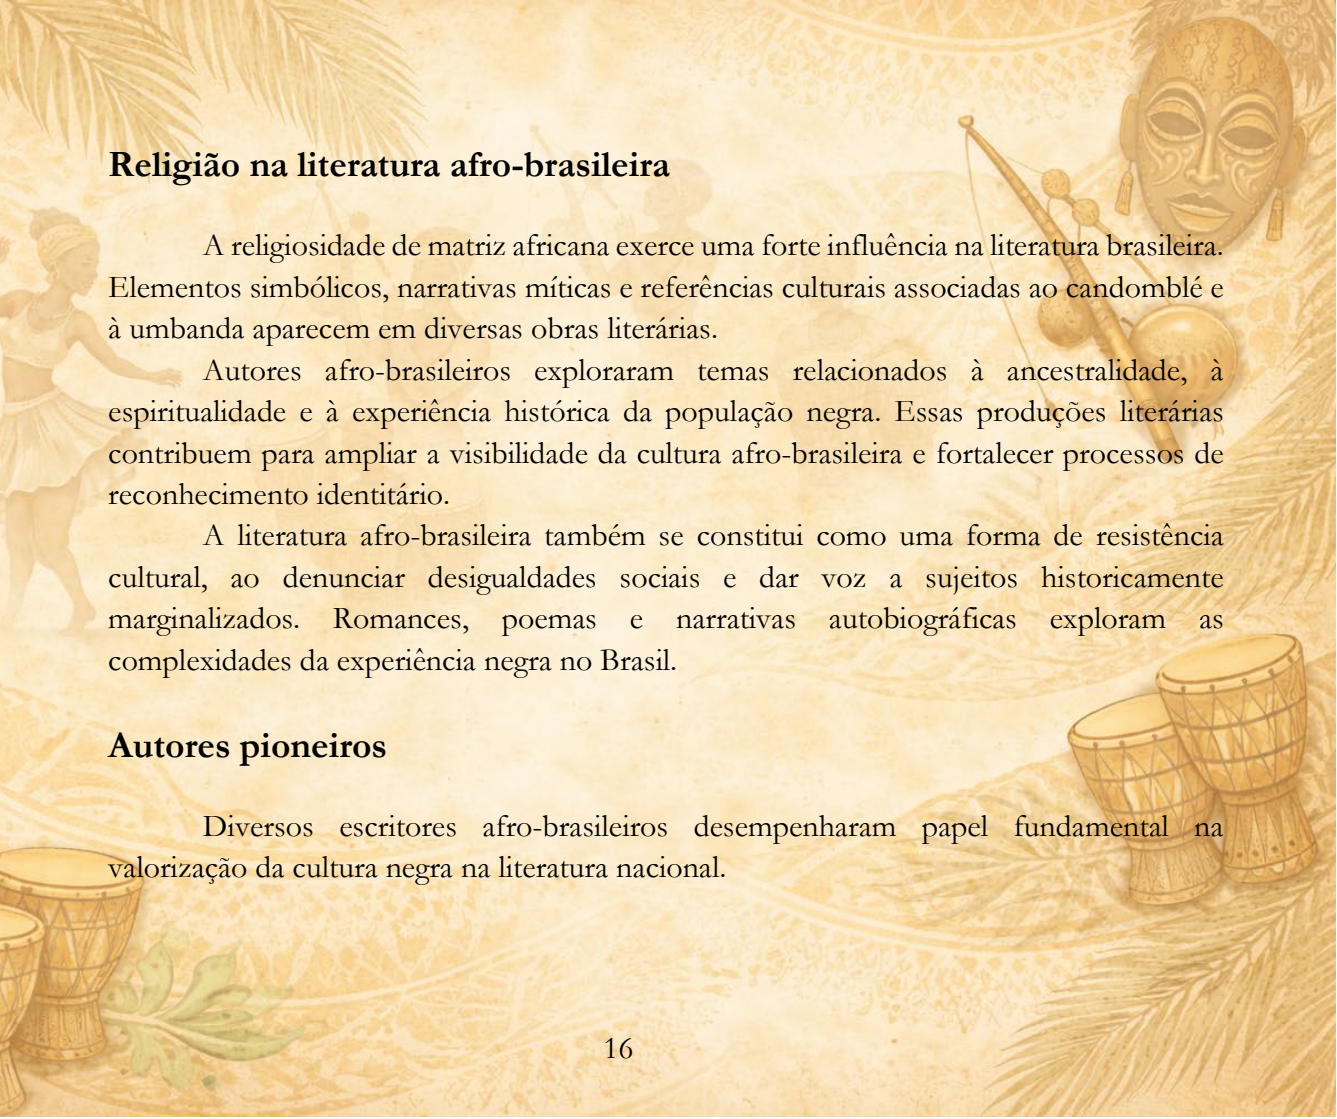 Religião na literatura afro-brasileira
A religiosidade de matriz africana exerce uma forte influência na literatura brasileira.
Elementos simbólicos, narrativas míticas e referências culturais associadas ao candomblé e
à umbanda aparecem em diversas obras literárias.
Autores afro-brasileiros exploraram temas relacionados à ancestralidade, à
espiritualidade e à experiência histórica da população negra. Essas produções literárias
contribuem para ampliar a visibilidade da cultura afro-brasileira e fortalecer processos de
reconhecimento identitário.
A literatura afro-brasileira também se constitui como uma forma de resistência
cultural, ao denunciar desigualdades sociais e dar voz a sujeitos historicamente
marginalizados. Romances, poemas e narrativas autobiográficas exploram as
complexidades da experiência negra no Brasil.
Autores pioneiros
Diversos escritores afro-brasileiros desempenharam papel fundamental na
valorização da cultura negra na literatura nacional.
16